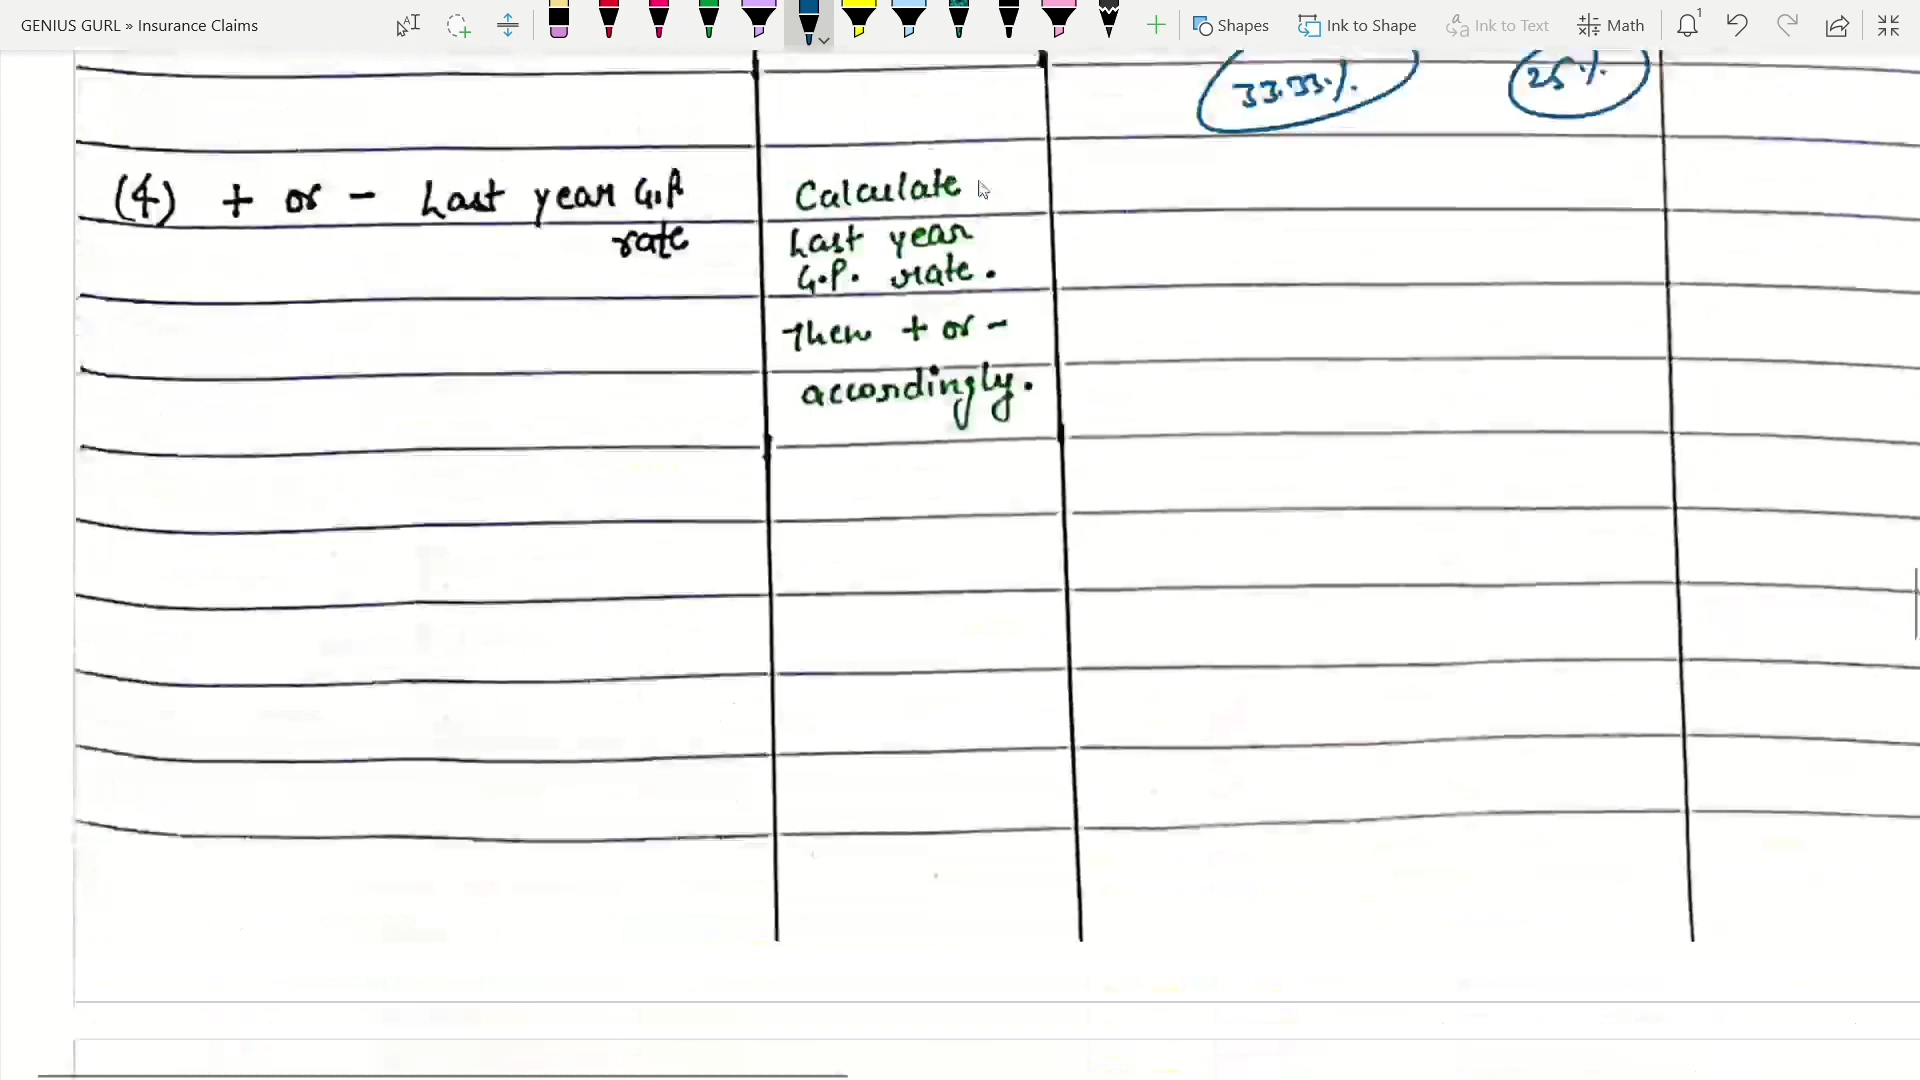 GENIUS GURL » Insurance Claims
Shapes
Ink to Shape
Ink to Text
Math
1
33.33%
25%
(4) + or - Last year G.P.
rate
Calculate
Last year
G.P. rate.
Then + or -
accordingly.